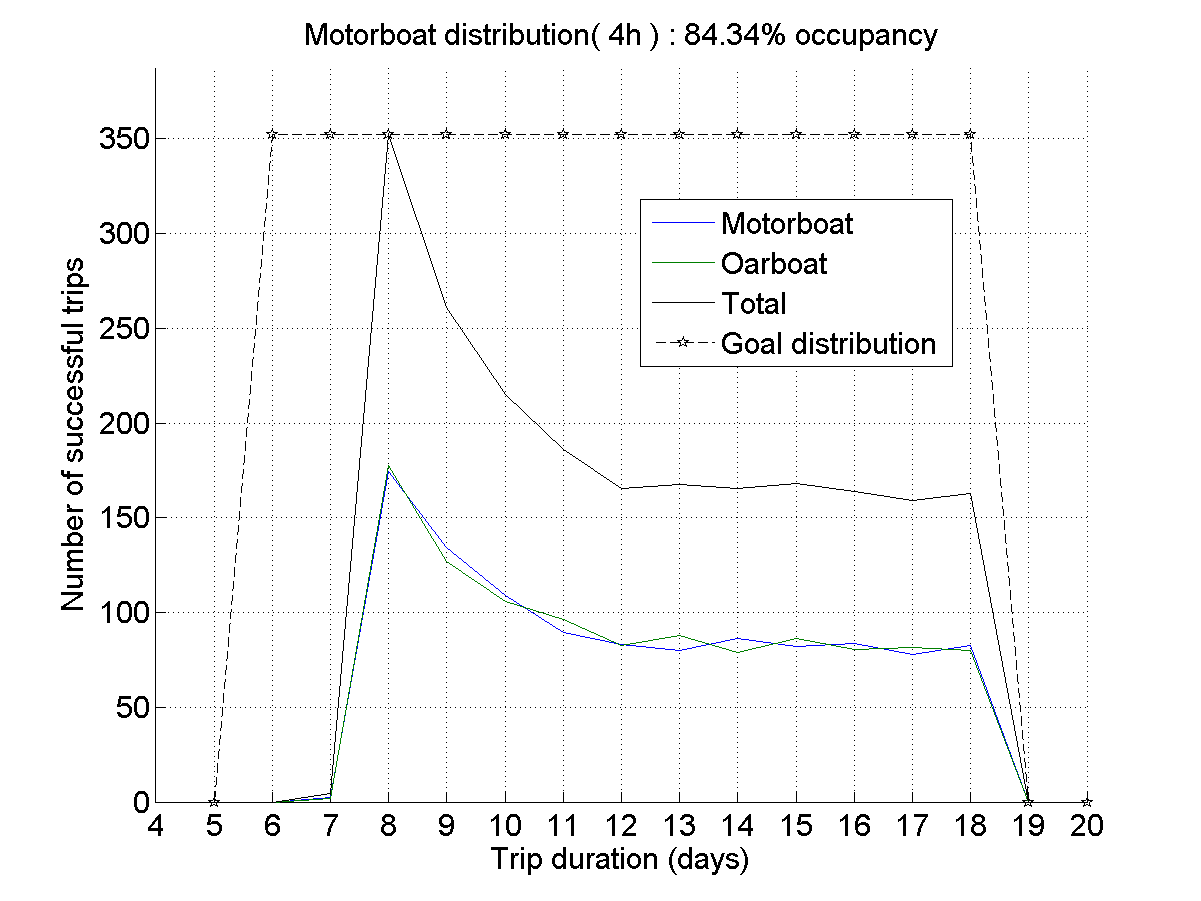 Motorboat distribution( 4h ) : 84.34% occupancy
350
300
250
200
150
100
50
0
Number of successful trips
Motorboat
Oarboat
Total
Goal distribution
4 5 6 7 8 9 10 11 12 13 14 15 16 17 18 19 20
Trip duration (days)